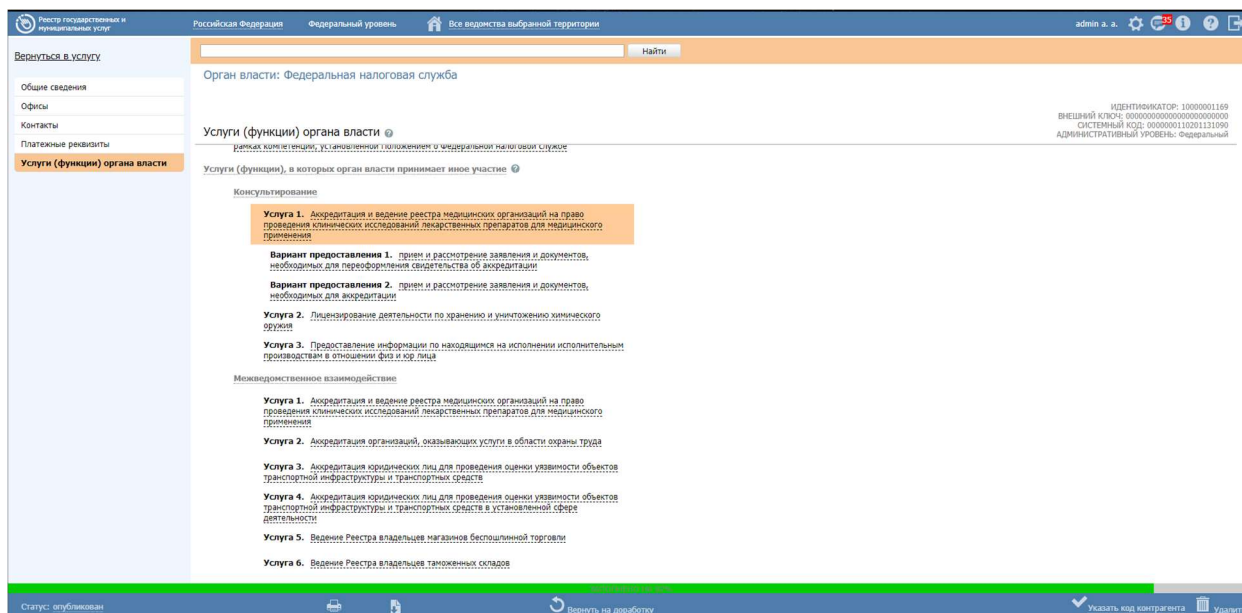 Реестр государственных и
муниципальных услуг
Российская Федерация Федеральный уровень Все ведомства выбранной территории admin a. a. 35
Вернуться в услугу
Найти
Орган власти: Федеральная налоговая служба
Общие сведения
Офисы
Контакты
Платежные реквизиты
Услуги (функции) органа власти
ИДЕНТИФИКАТОР: 10000001169
СИСТЕМНЫЙ КОД: 0000000110201131090
АДМИНИСТРАТИВНЫЙ УРОВЕНЬ: Федеральный
Услуги (функции) органа власти
рамках компетенции, установленной Положением о Федеральной налоговой службе
Услуги (функции), в которых орган власти принимает иное участие
Консультирование
Услуга 1. Аккредитация и ведение реестра медицинских организаций на право
проведения клинических исследований лекарственных препаратов для медицинского
применения
Вариант предоставления 1. прием и рассмотрение заявления и документов,
необходимых для переоформления свидетельства об аккредитации
Вариант предоставления 2. прием и рассмотрение заявления и документов,
необходимых для аккредитации
Услуга 2. Лицензирование деятельности по хранению и уничтожению химического
оружия
Услуга 3. Предоставление информации по находящимся на исполнении исполнительным
производствам в отношении физ и юр лица
Межведомственное взаимодействие
Услуга 1. Аккредитация и ведение реестра медицинских организаций на право
проведения клинических исследований лекарственных препаратов для медицинского
применения
Услуга 2. Аккредитация организаций, оказывающих услуги в области охраны труда
Услуга 3. Аккредитация юридических лиц для проведения оценки уязвимости объектов
транспортной инфраструктуры и транспортных средств
Услуга 4. Аккредитация юридических лиц для проведения оценки уязвимости объектов
транспортной инфраструктуры и транспортных средств в установленной сфере
деятельности
Услуга 5. Ведение Реестра владельцев магазинов беспошлинной торговли
Услуга 6. Ведение Реестра владельцев таможенных складов
Статус: опубликован Вернуть на доработку Указать код контрагента Удалить